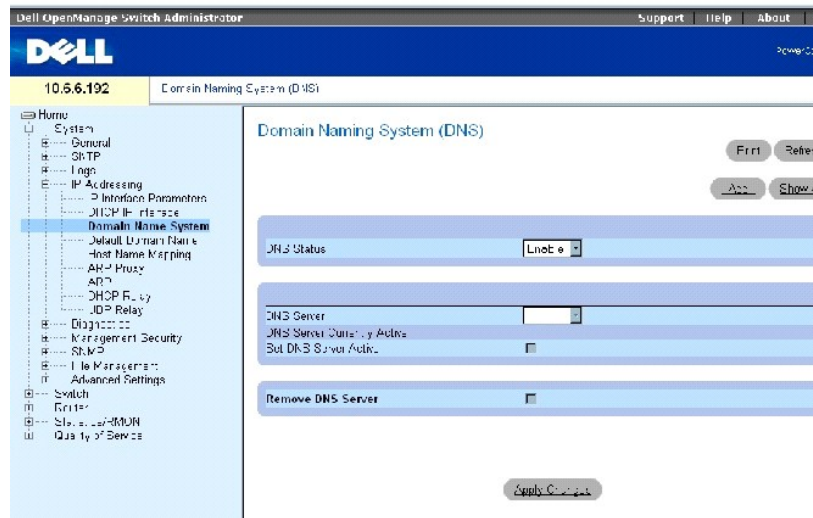 Dell OpenManage Switch Administrator
Support Help About
DELL
10.6.6.192
Domain Naming System (DNS)
Home
System
General
SNTP
Logs
IP Addressing
IP Interface Parameters
DHCP IP Interface
Domain Name System
Default Domain Name
Host Name Mapping
ARP Proxy
ARP
DHCP Relay
UDP Relay
Diagnostics
Management Security
SNMP
File Management
Advanced Settings
Switch
Router
Statistics/RMON
Quality of Service
Domain Naming System (DNS)
Print Refre
Add Show
DNS Status Enable
DNS Server
DNS Server Currently Active
Set DNS Server Active
Remove DNS Server
Apply Changes